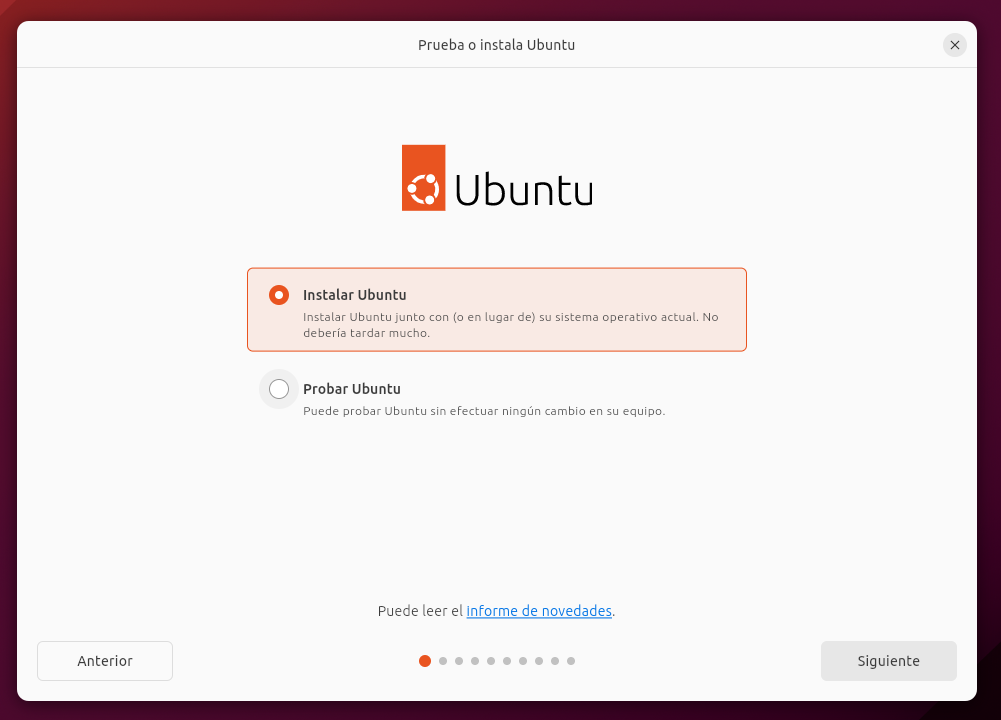 Prueba o instala Ubuntu
Ubuntu
Instalar Ubuntu
Instalar Ubuntu junto con (o en lugar de) su sistema operativo actual. No
debería tardar mucho.
Probar Ubuntu
Puede probar Ubuntu sin efectuar ningún cambio en su equipo.
Puede leer el informe de novedades.
Anterior
Siguiente